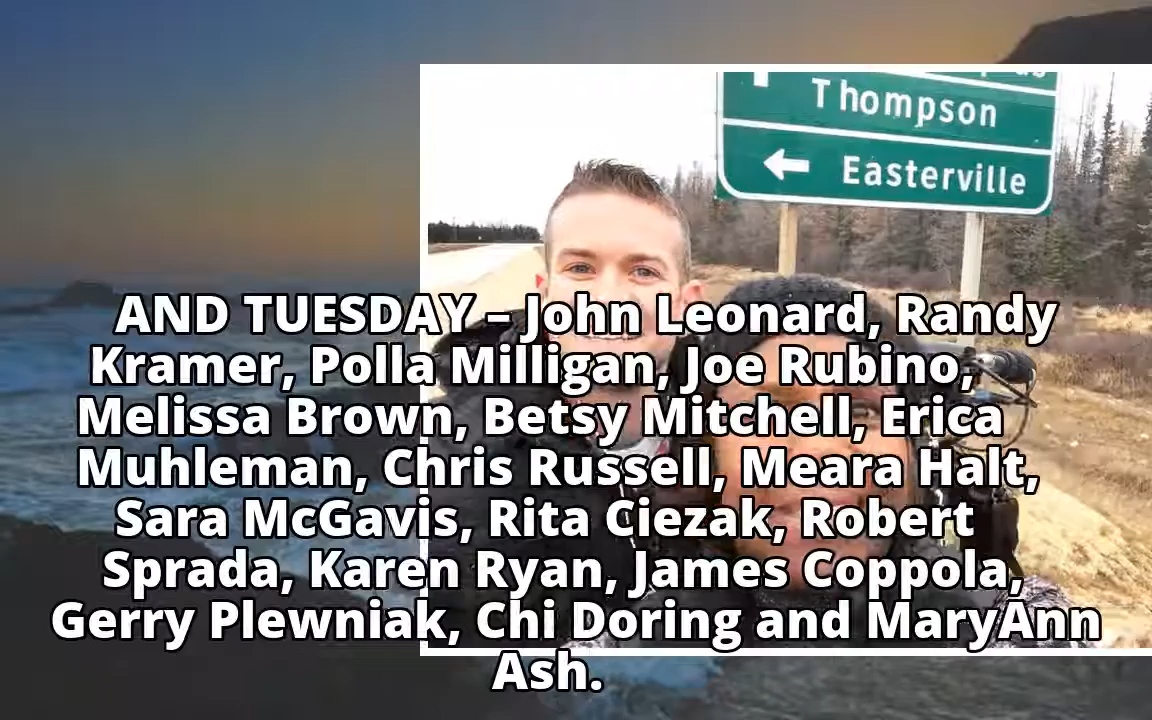 Thompson
Easterville
AND TUESDAY – John Leonard, Randy
Kramer, Polla Milligan, Joe Rubino,
Melissa Brown, Betsy Mitchell, Erica
Muhleman, Chris Russell, Meara Halt,
Sara McGavis, Rita Ciezak, Robert
Sprada, Karen Ryan, James Coppola,
Gerry Plewniak, Chi Doring and MaryAnn
Ash.